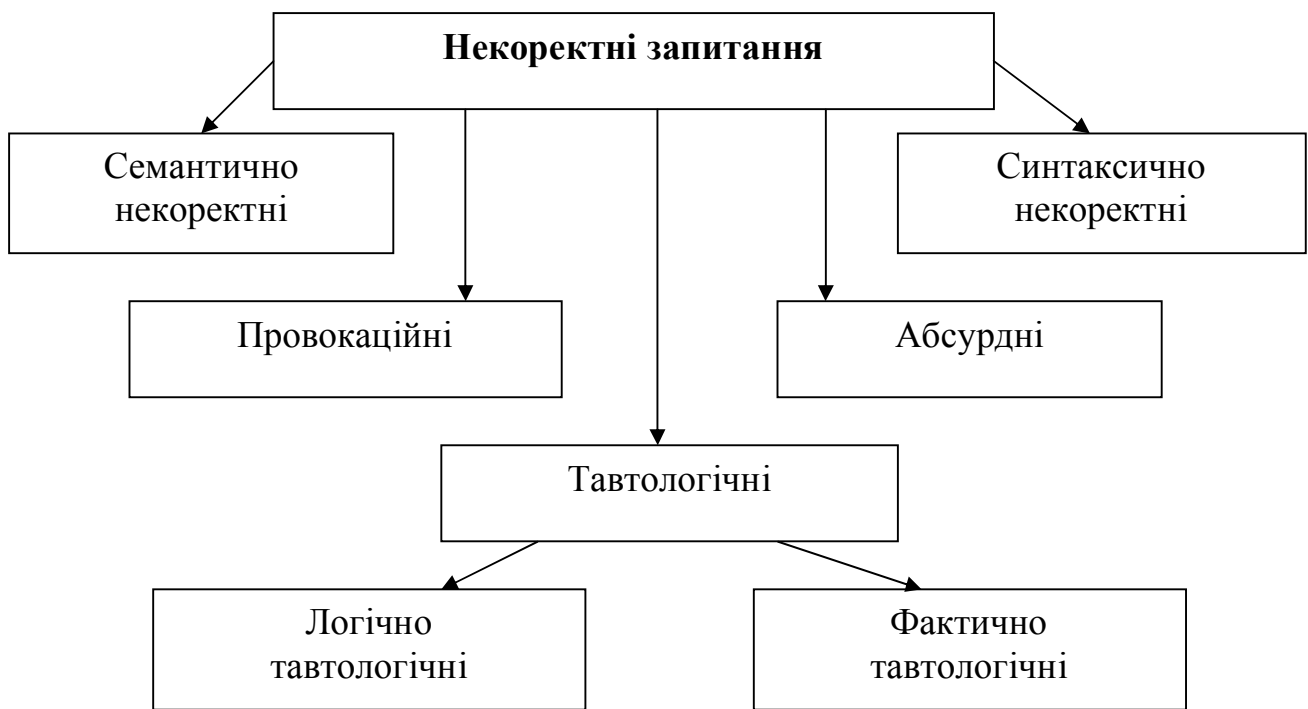 Некоректні запитання
Семантично
некоректні
Синтаксично
некоректні
Провокаційні
Абсурдні
Тавтологічні
Логічно
тавтологічні
Фактично
тавтологічні